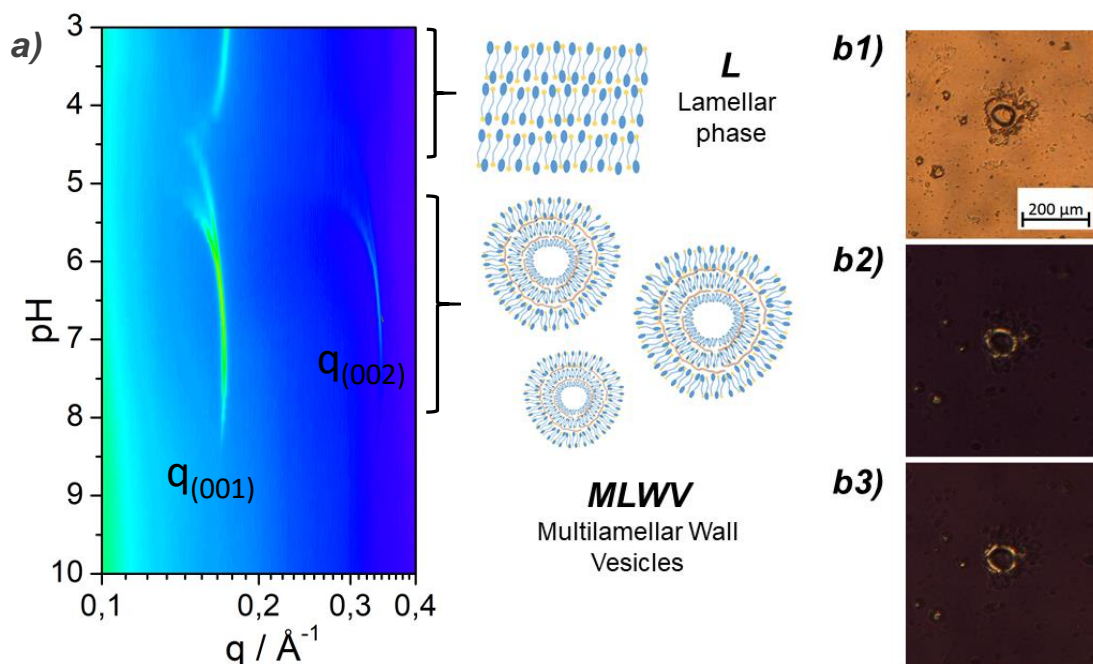 a)
3
4
5
6
7
8
9
10
pH
q(001)
q(002)
0,1
0,2
0,3
0,4
q / Å-1
L
Lamellar
phase
MLWV
Multilamellar Wall
Vesicles
b1)
200 µm
b2)
b3)